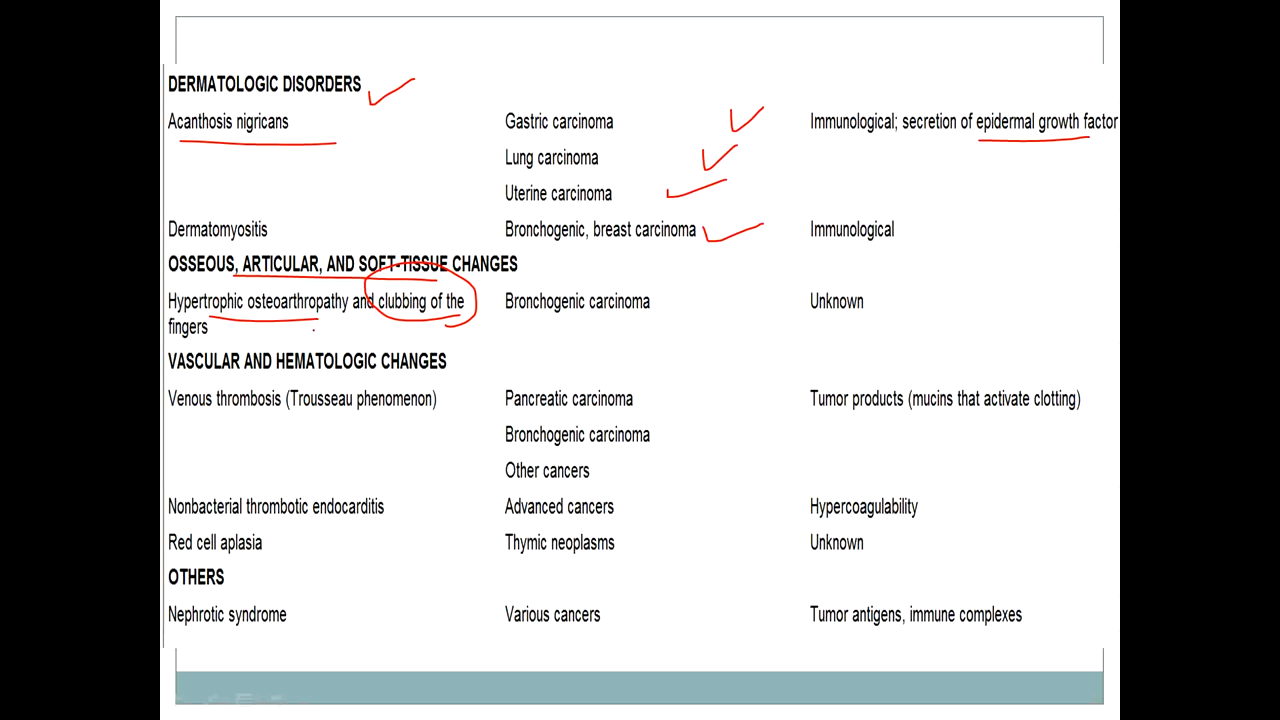 DERMATOLOGIC DISORDERS
Acanthosis nigricans Gastric carcinoma Immunological; secretion of epidermal growth factor
Lung carcinoma
Uterine carcinoma
Dermatomyositis Bronchogenic, breast carcinoma Immunological
OSSEOUS, ARTICULAR, AND SOFT-TISSUE CHANGES
Hypertrophic osteoarthropathy and clubbing of the Bronchogenic carcinoma Unknown
fingers
VASCULAR AND HEMATOLOGIC CHANGES
Venous thrombosis (Trousseau phenomenon) Pancreatic carcinoma Tumor products (mucins that activate clotting)
Bronchogenic carcinoma
Other cancers
Nonbacterial thrombotic endocarditis Advanced cancers Hypercoagulability
Red cell aplasia Thymic neoplasms Unknown
OTHERS
Nephrotic syndrome Various cancers Tumor antigens, immune complexes